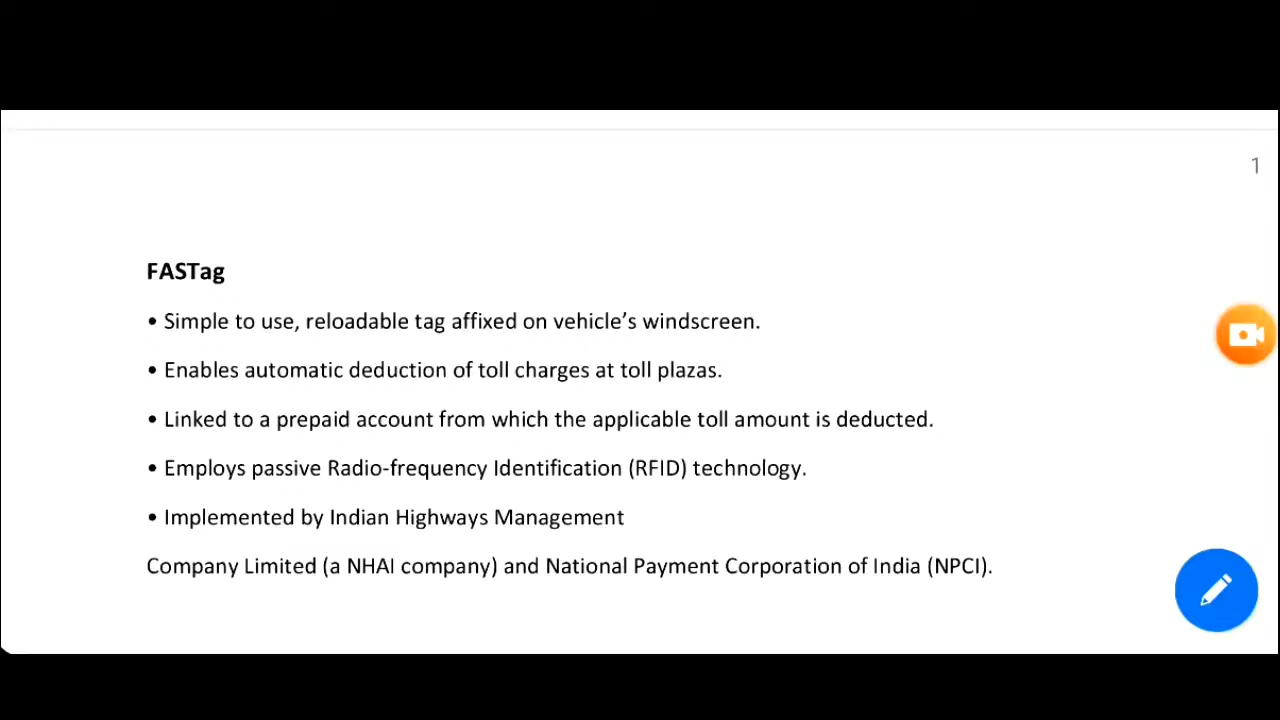 1
FASTag
• Simple to use, reloadable tag affixed on vehicle’s windscreen.
• Enables automatic deduction of toll charges at toll plazas.
• Linked to a prepaid account from which the applicable toll amount is deducted.
• Employs passive Radio-frequency Identification (RFID) technology.
• Implemented by Indian Highways Management
Company Limited (a NHAI company) and National Payment Corporation of India (NPCI).